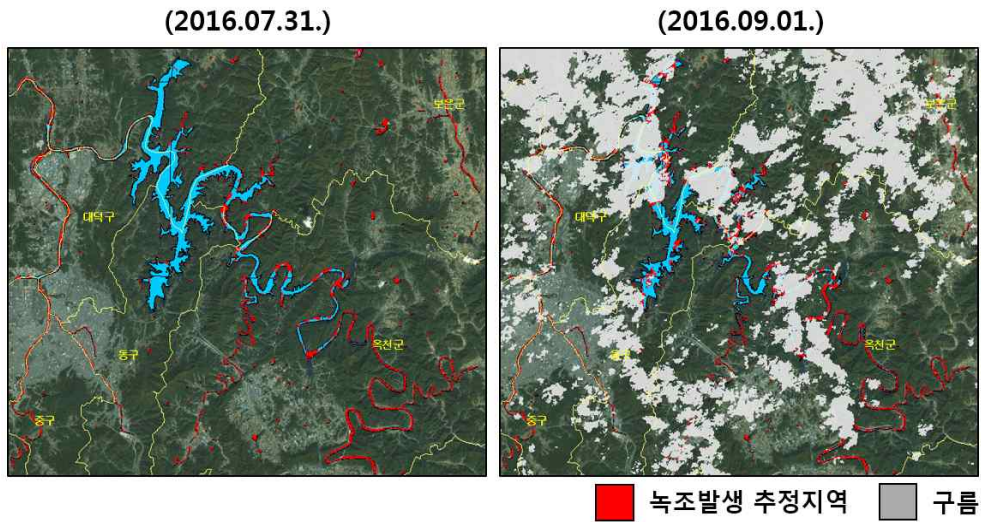 (2016.07.31.)
(2016.09.01.)
보은군
대덕구
옥천군
동구
중구
보은군
대덕구
옥천군
동구
중구
녹조발생 추정지역
구름